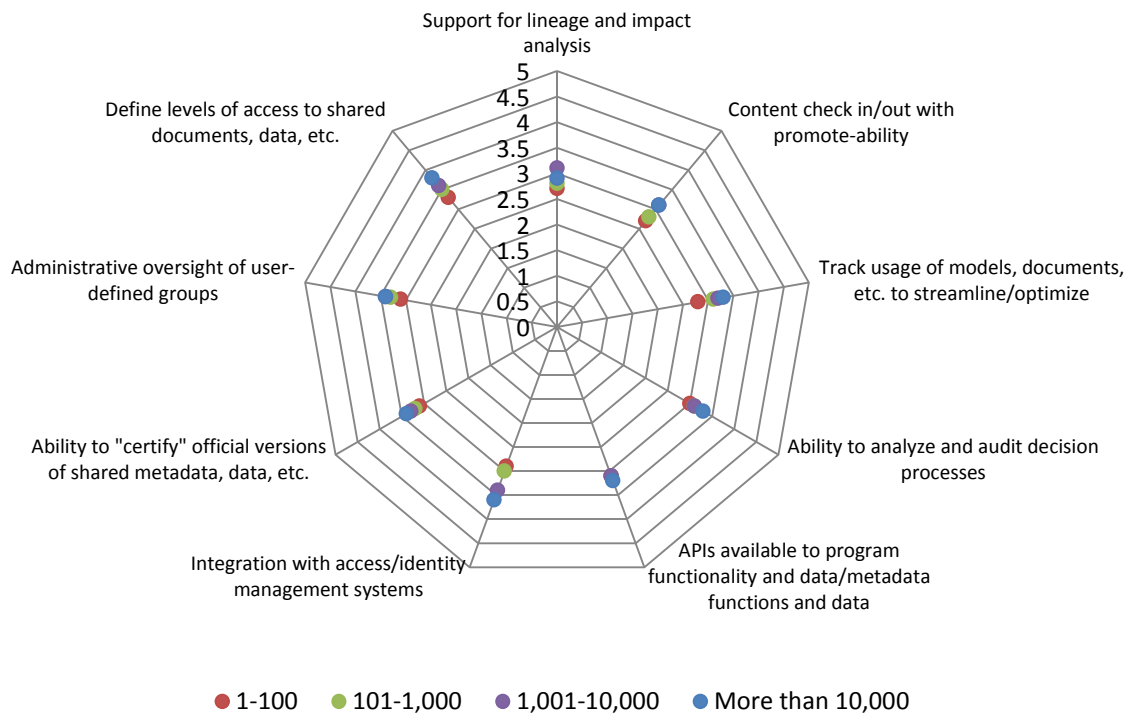 Support for lineage and impact
analysis
Content check in/out with
promote-ability
Track usage of models, documents,
etc. to streamline/optimize
Ability to analyze and audit decision
processes
APIs available to program
functionality and data/metadata
functions and data
Integration with access/identity
management systems
Ability to "certify" official versions
of shared metadata, data, etc.
Administrative oversight of user-
defined groups
Define levels of access to shared
documents, data, etc.
5
4.5
4
3.5
3
2.5
2
1.5
1
0.5
0
1-100 101-1,000 1,001-10,000 More than 10,000